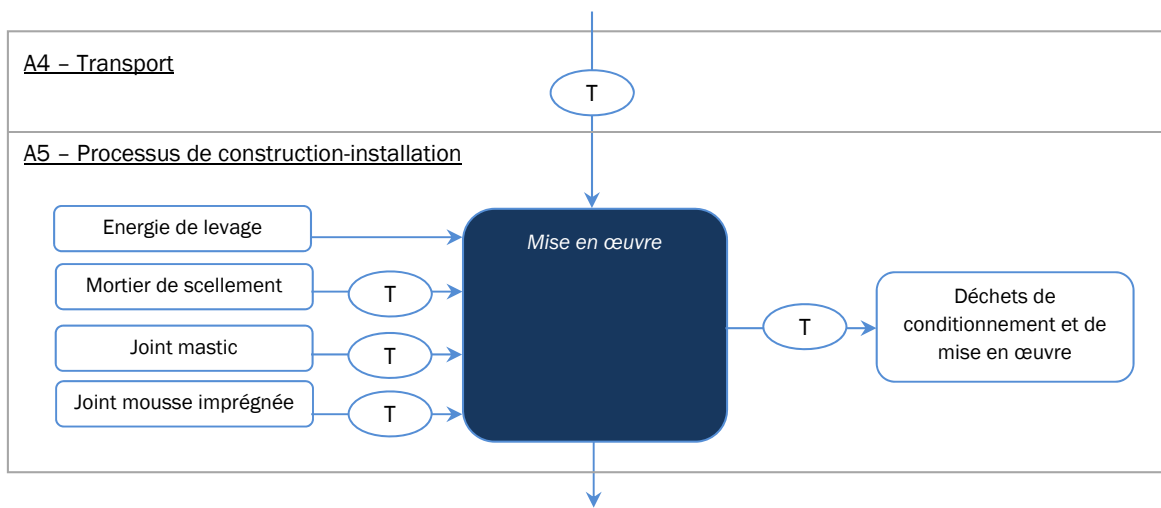 A4 – Transport
T
A5 – Processus de construction-installation
Energie de levage
Mise en œuvre
Mortier de scellement
T
Joint mastic
T
Joint mousse imprégnée
T
T
Déchets de
conditionnement et de
mise en œuvre